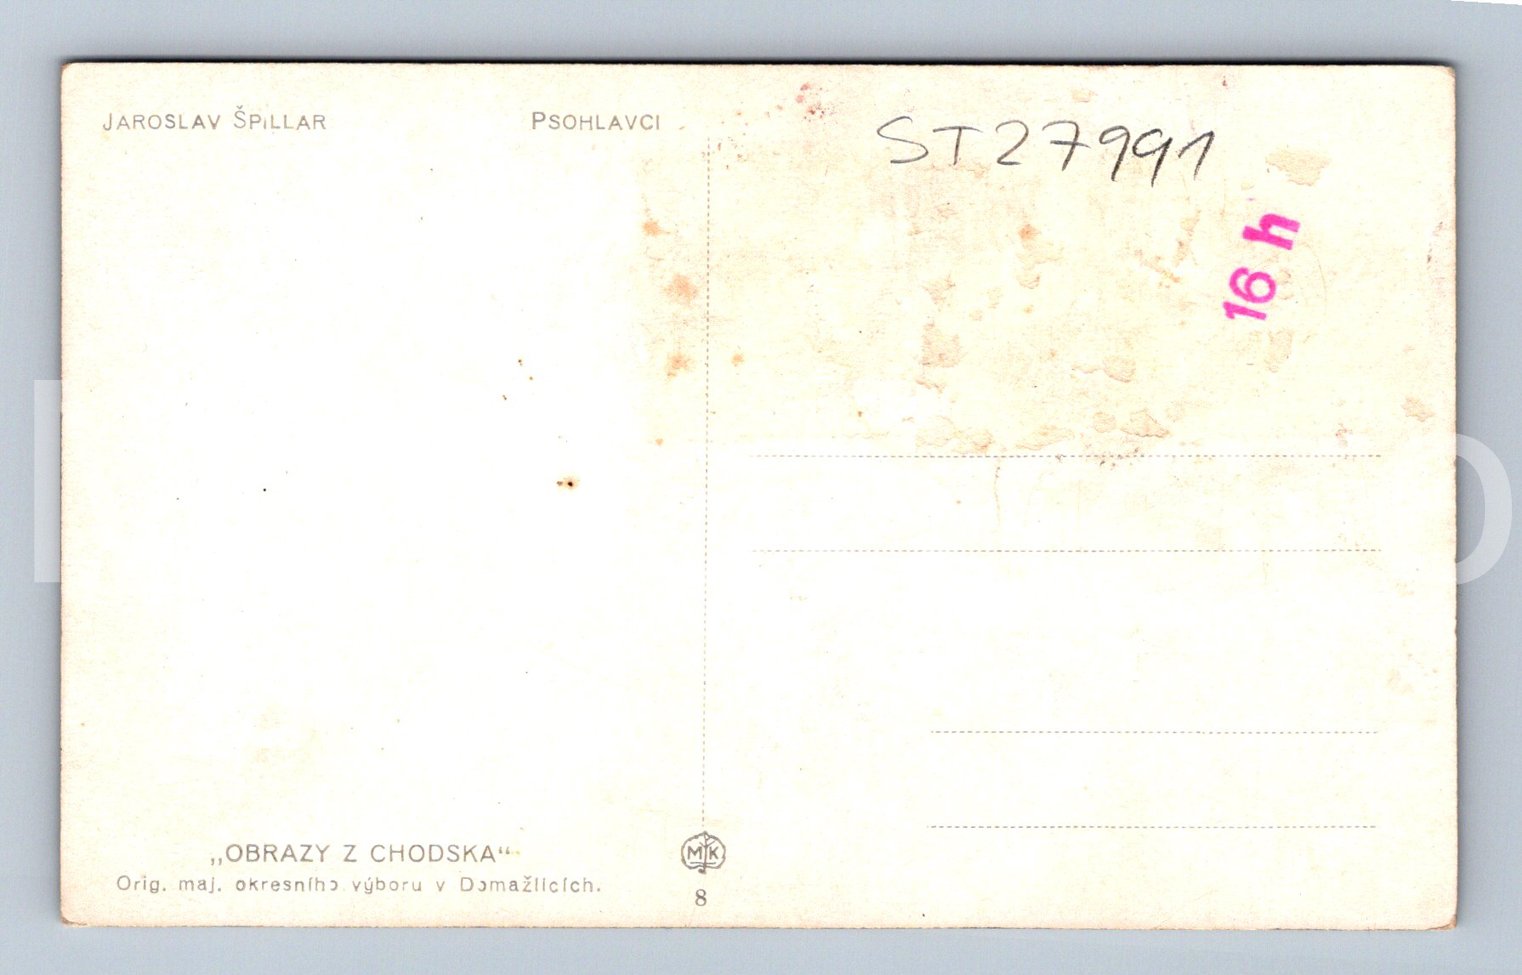 JAROSLAV ŠPILLAR
PSOHLAVCI
ST27991
16 h
„OBRAZY Z CHODSKA“
Orig. maj. okresního výboru v Domažlicích.
MK
8